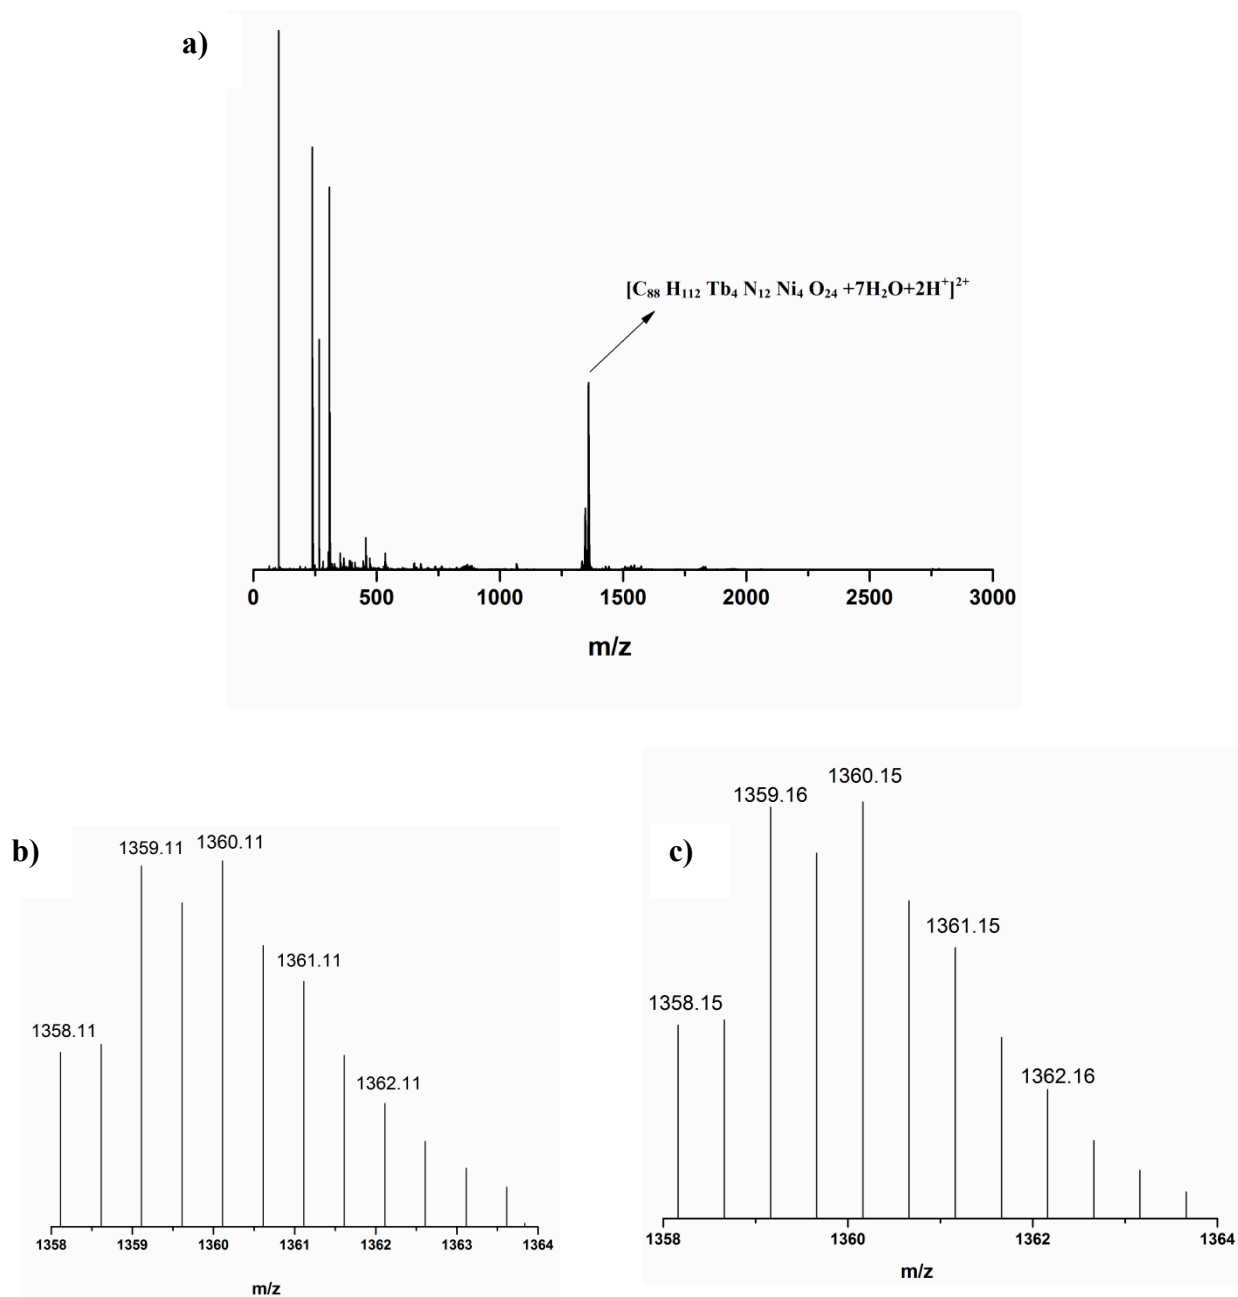 a)
[C₈₈ H₁₁₂ Tb₄ N₁₂ Ni₄ O₂₄ +7H₂O+2H⁺]²⁺
0 500 1000 1500 2000 2500 3000
m/z
b)
1359.11 1360.11
1361.11
1358.11
1362.11
1358 1359 1360 1361 1362 1363 1364
m/z
c)
1360.15
1359.16
1361.15
1358.15
1362.16
1358 1360 1362 1364
m/z